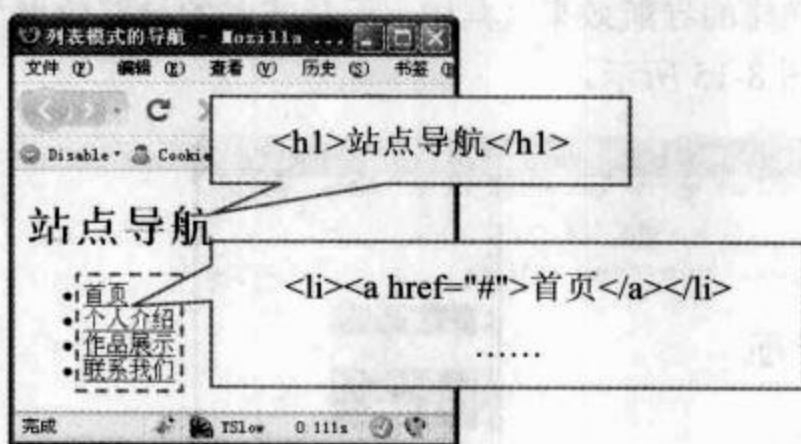 列表模式的导航 - Mozilla ...
文件(F) 编辑(E) 查看(V) 历史(S) 书签(B
Disable Cookie
<h1>站点导航</h1>
站点导航
<li><a href="#">首页</a></li>
......
首页
个人介绍
作品展示
联系我们
完成 YSlow 0.111s